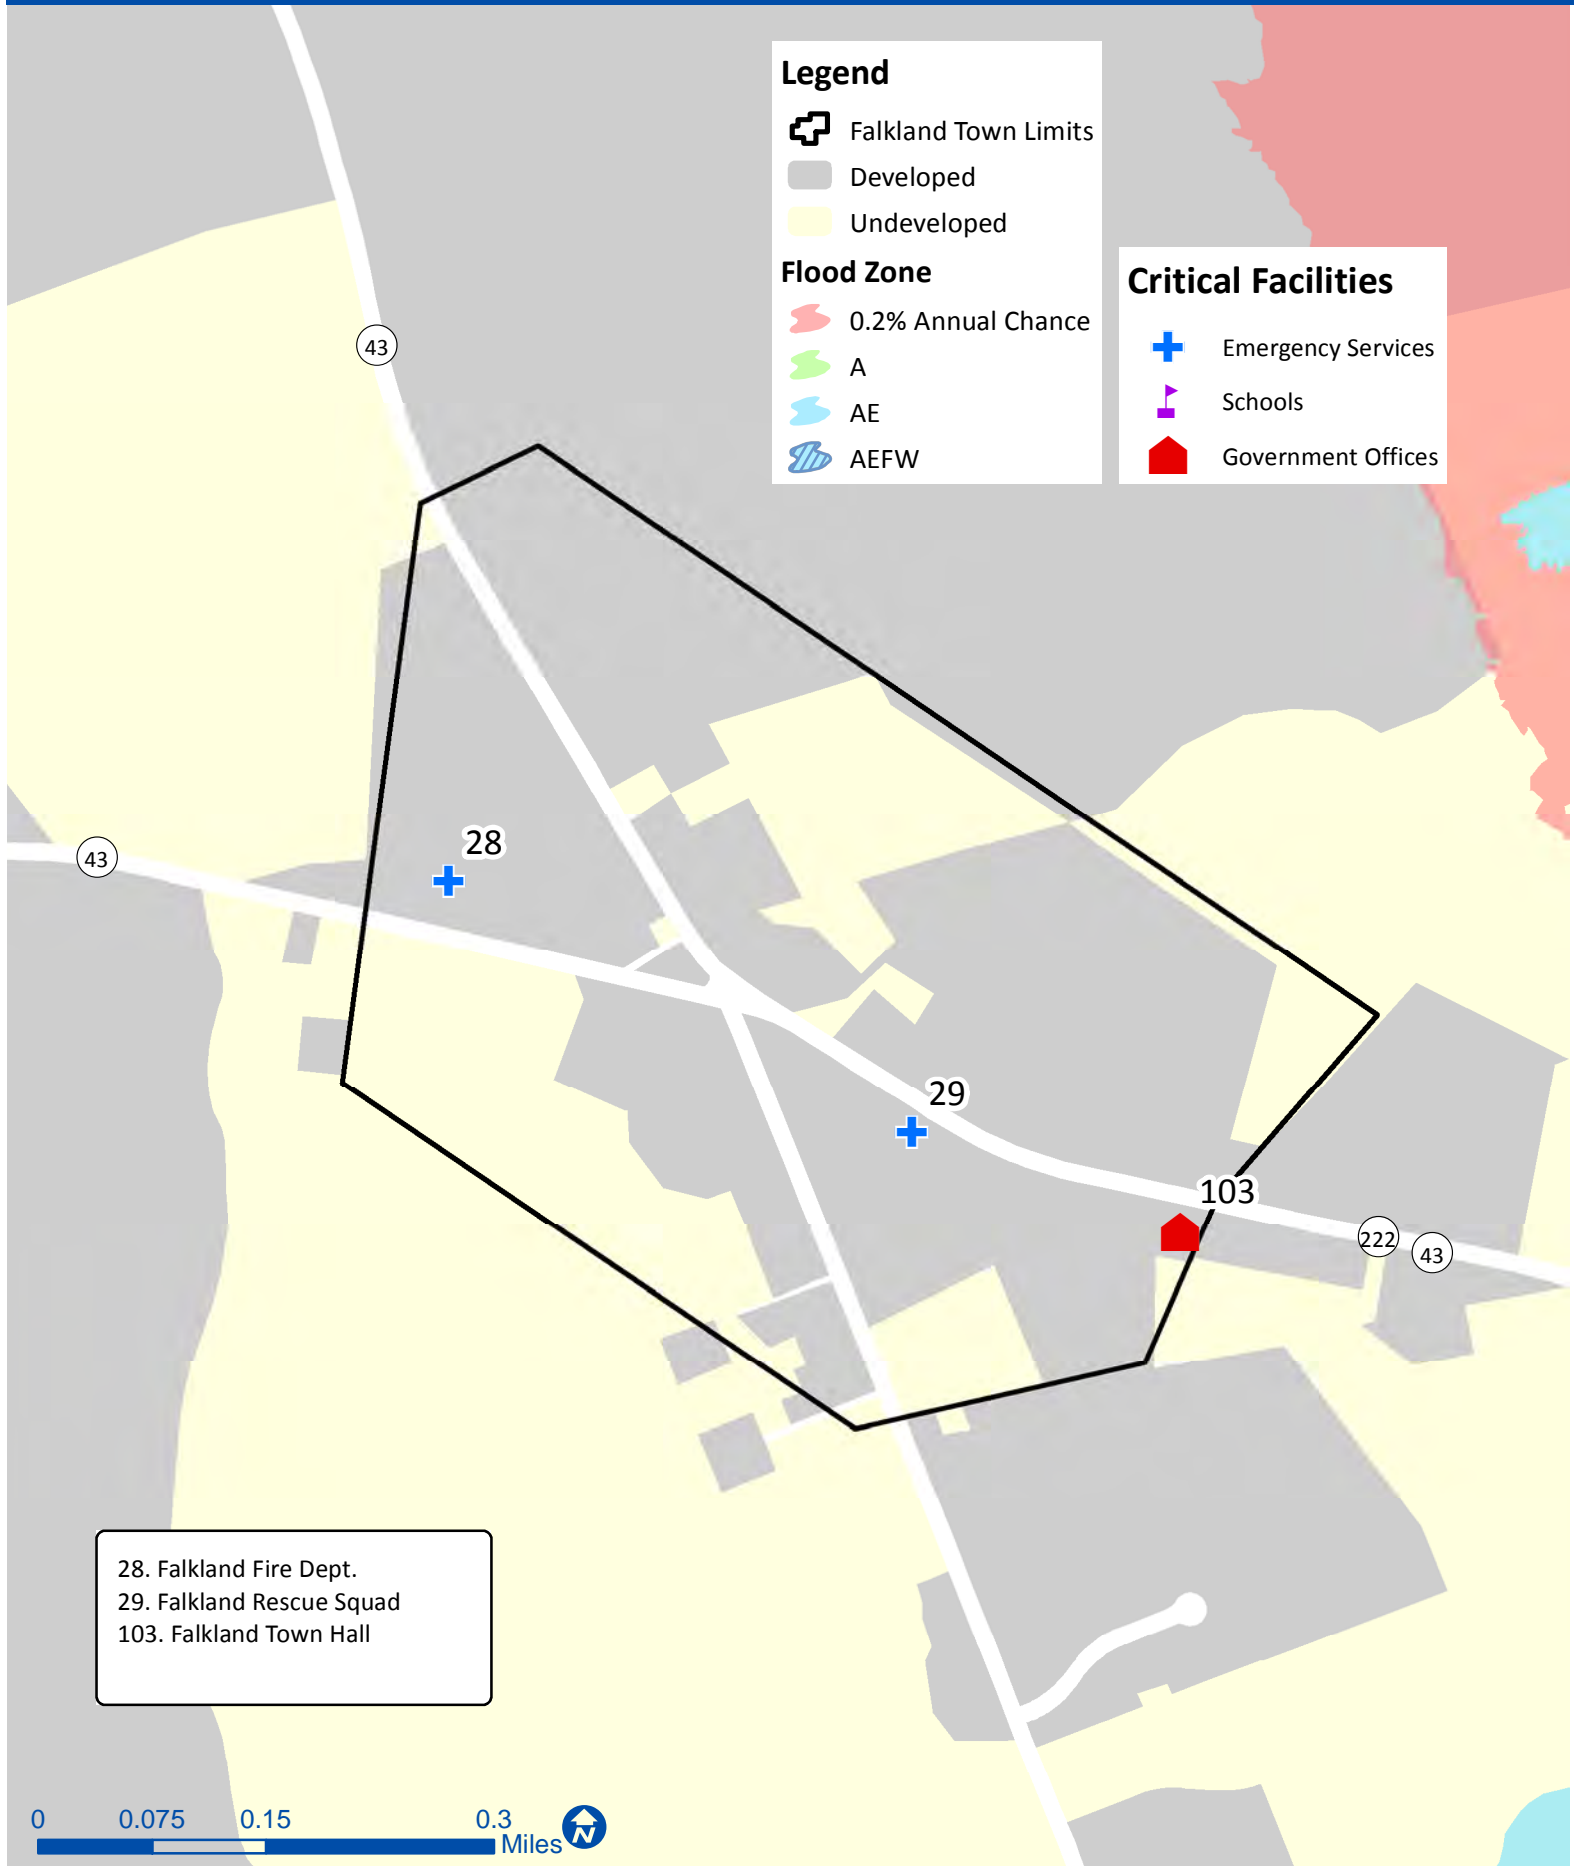 Legend
Falkland Town Limits
Developed
Undeveloped
Flood Zone
0.2% Annual Chance
A
AE
AEFW
Critical Facilities
Emergency Services
Schools
Government Offices
43
43
28
29
103
222
43
28. Falkland Fire Dept.
29. Falkland Rescue Squad
103. Falkland Town Hall
0 0.075 0.15 0.3
Miles
N